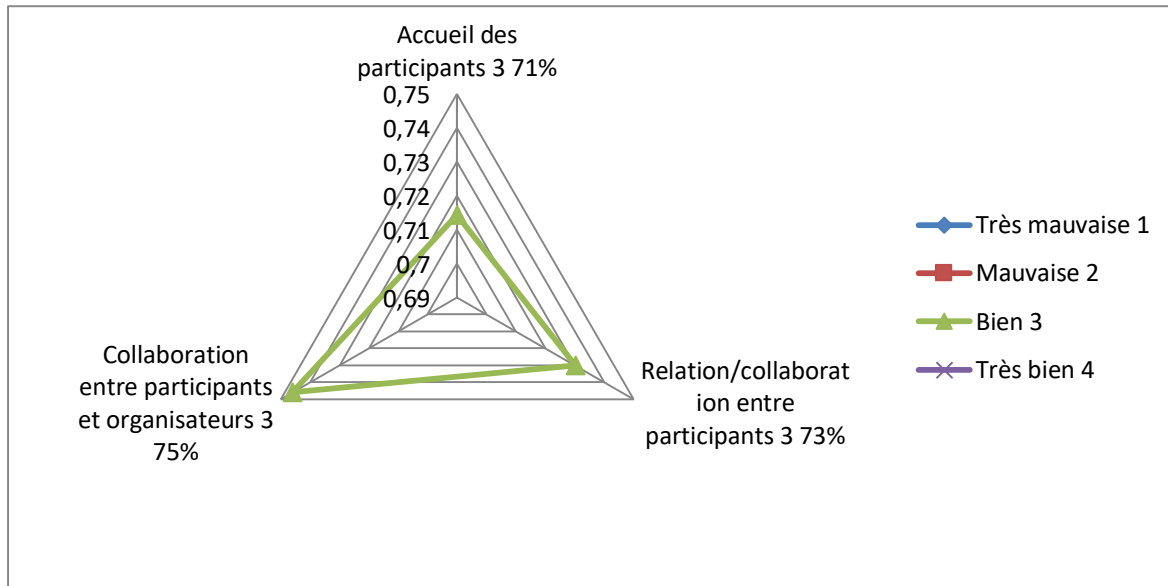 Accueil des
participants 3 71%
0,75
0,74
0,73
0,72
0,71
0,7
0,69
Collaboration
entre participants
et organisateurs 3
75%
Relation/collaborat
ion entre
participants 3 73%
Très mauvaise 1
Mauvaise 2
Bien 3
Très bien 4